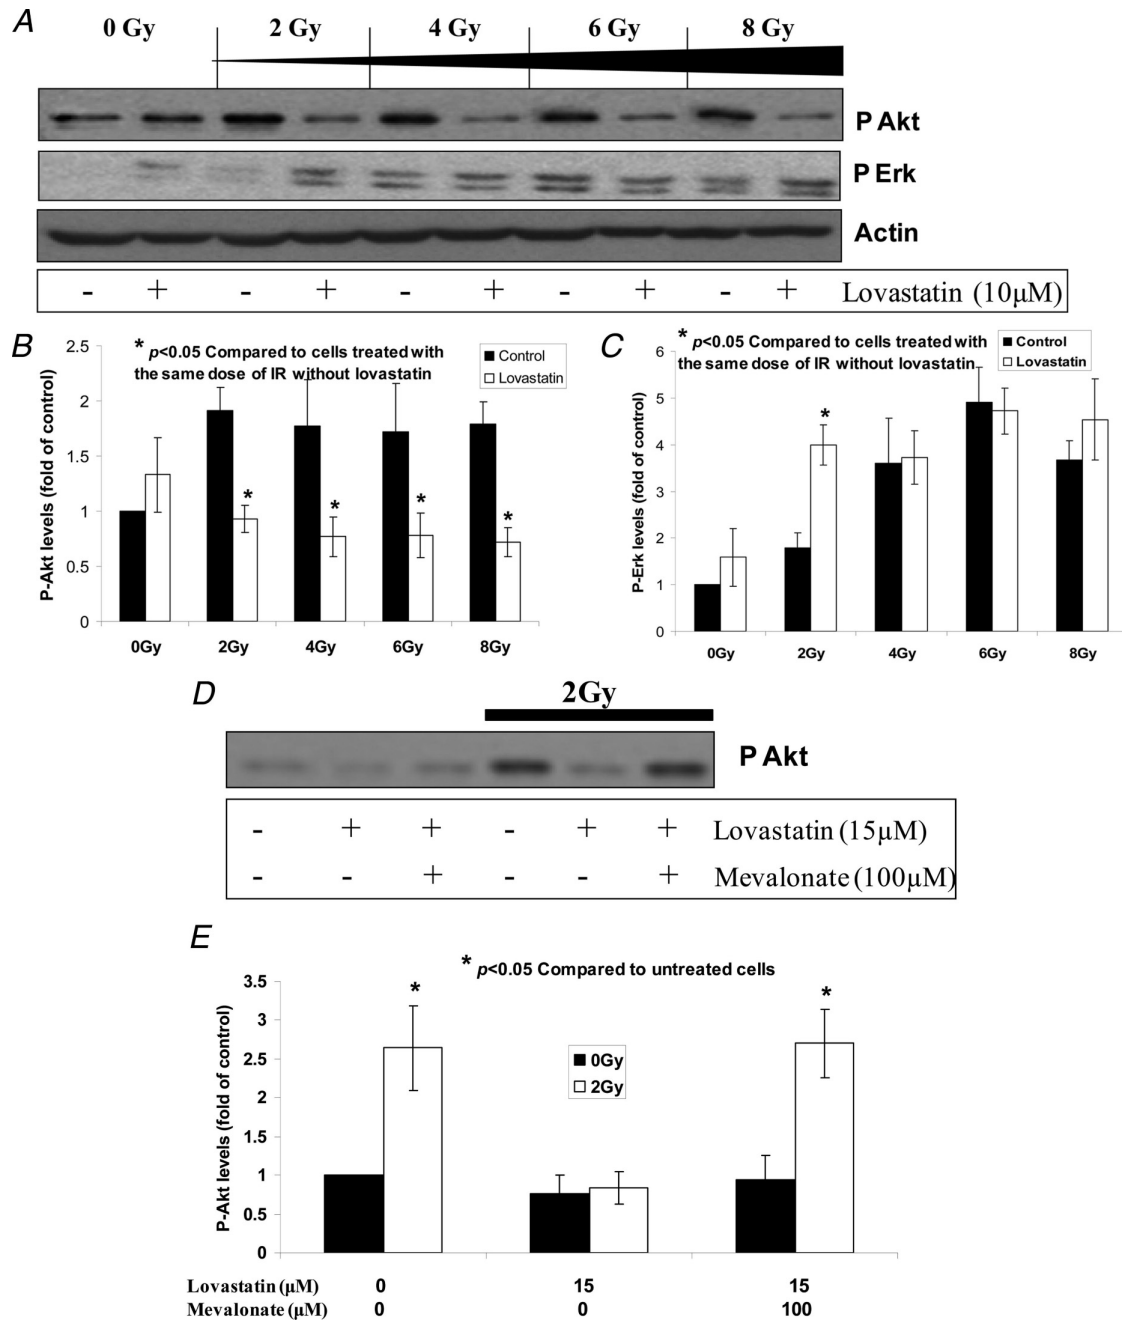 A
0 Gy 2 Gy 4 Gy 6 Gy 8 Gy
P Akt
P Erk
Actin
- + - + - + - + - + Lovastatin (10μM)
B
* p<0.05 Compared to cells treated with
the same dose of IR without lovastatin
Control
Lovastatin
P-Akt levels (fold of control)
2.5
2
1.5
1
0.5
0
* * * *
0Gy 2Gy 4Gy 6Gy 8Gy
C
* p<0.05 Compared to cells treated with
the same dose of IR without lovastatin
Control
Lovastatin
P-Erk levels (fold of control)
6
5
4
3
2
1
0
*
0Gy 2Gy 4Gy 6Gy 8Gy
D
2Gy
P Akt
- + + - + + Lovastatin (15μM)
- - + - - + Mevalonate (100μM)
E
* p<0.05 Compared to untreated cells
P-Akt levels (fold of control)
3.5
3
2.5
2
1.5
1
0.5
0
* *
0Gy
2Gy
Lovastatin (μM) 0 15 15
Mevalonate (μM) 0 0 100